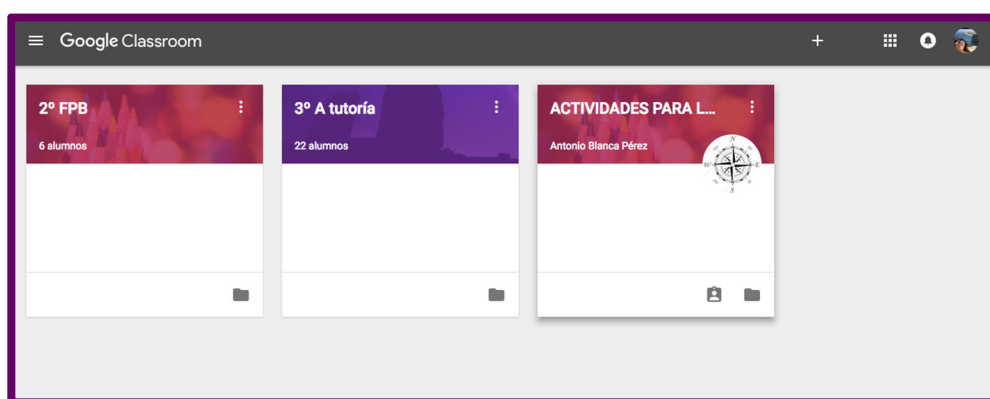 Google Classroom
2º FPB
6 alumnos
3º A tutoría
22 alumnos
ACTIVIDADES PARA L...
Antonio Blanca Pérez
N
W
E
S